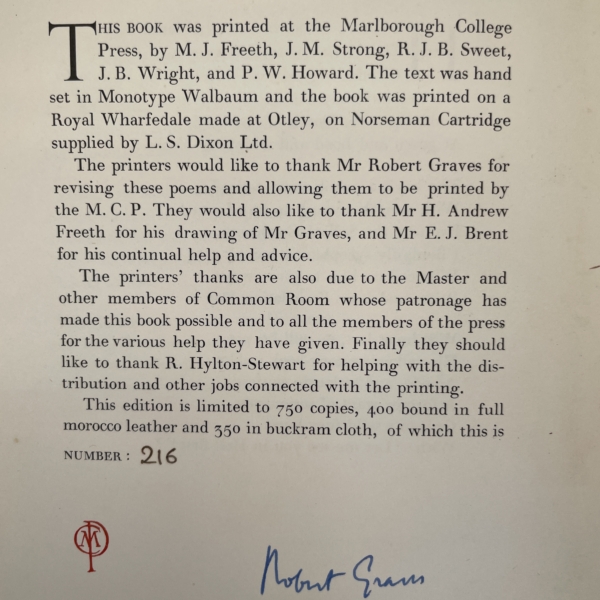 THIS BOOK was printed at the Marlborough College
Press, by M. J. Freeth, J. M. Strong, R. J. B. Sweet,
J. B. Wright, and P. W. Howard. The text was hand
set in Monotype Walbaum and the book was printed on a
Royal Wharfedale made at Otley, on Norseman Cartridge
supplied by L. S. Dixon Ltd.
The printers would like to thank Mr Robert Graves for
revising these poems and allowing them to be printed by
the M. C. P. They would also like to thank Mr H. Andrew
Freeth for his drawing of Mr Graves, and Mr E. J. Brent
for his continual help and advice.
The printers' thanks are also due to the Master and
other members of Common Room whose patronage has
made this book possible and to all the members of the press
for the various help they have given. Finally they should
like to thank R. Hylton-Stewart for helping with the dis-
tribution and other jobs connected with the printing.
This edition is limited to 750 copies, 400 bound in full
morocco leather and 350 in buckram cloth, of which this is
NUMBER: 216
Robert Graves